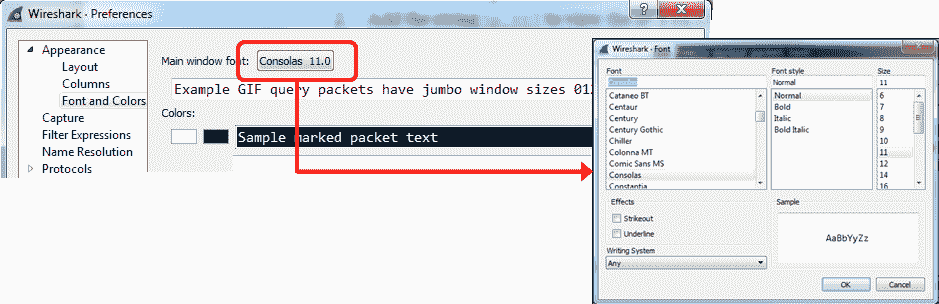 Wireshark - Preferences
Appearance
Layout
Columns
Font and Colors
Capture
Filter Expressions
Name Resolution
Protocols
Main window font: Consolas 11.0
Example GIF query packets have jumbo window sizes 012
Colors:
Sample marked packet text
Wireshark - Font
Font
Consolas
Cataneo BT
Centaur
Century
Century Gothic
Chiller
Colonna MT
Comic Sans MS
Consolas
Constantia
Font style
Normal
Normal
Bold
Italic
Bold Italic
Size
11
6
7
8
9
10
11
12
14
16
Effects
Strikeout
Underline
Writing System
Any
Sample
AaBbYyZz
OK
Cancel